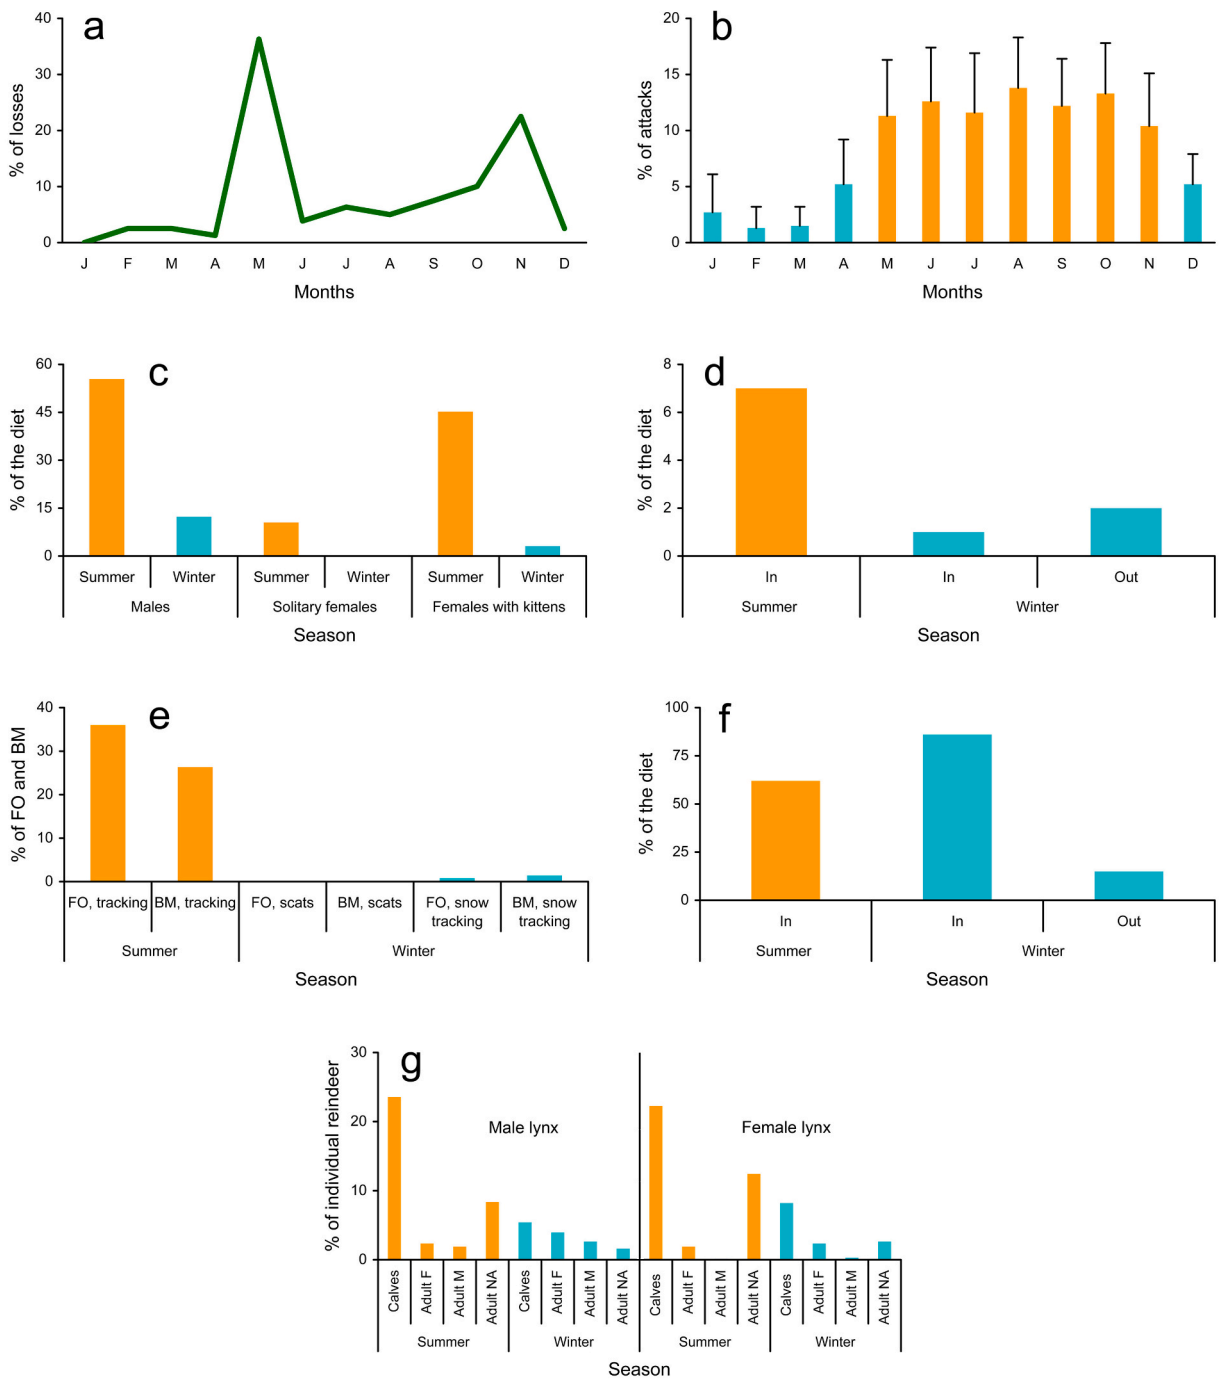 a
% of losses
40
30
20
10
0
J F M A M J J A S O N D
Months
b
% of attacks
20
15
10
5
0
J F M A M J J A S O N D
Months
c
% of the diet
60
45
30
15
0
Summer Winter Summer Winter Summer Winter
Males Solitary females Females with kittens
Season
d
% of the diet
8
6
4
2
0
In In Out
Summer Winter
Season
e
% of FO and BM
40
30
20
10
0
FO, tracking BM, tracking FO, scats BM, scats FO, snow BM, snow
tracking tracking
Summer Winter
Season
f
% of the diet
100
75
50
25
0
In In Out
Summer Winter
Season
g
% of individual reindeer
30
20
10
0
Male lynx Female lynx
Calves Adult F Adult M Adult NA Calves Adult F Adult M Adult NA Calves Adult F Adult M Adult NA Calves Adult F Adult M Adult NA
Summer Winter Summer Winter
Season